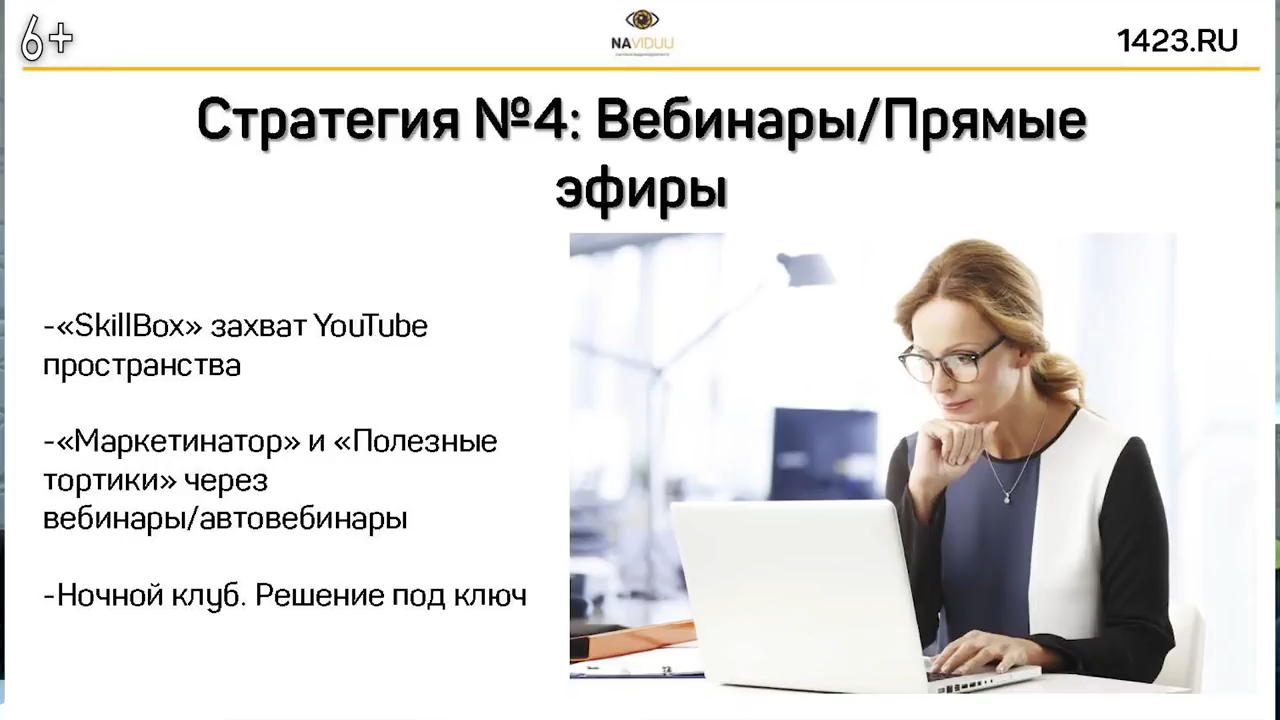 6+
NAVIDUU
1423.RU
Стратегия №4: Вебинары/Прямые
эфиры
-«SkillBox» захват YouTube
пространства
-«Маркетинатор» и «Полезные
тортики» через
вебинары/автовебинары
-Ночной клуб. Решение под ключ